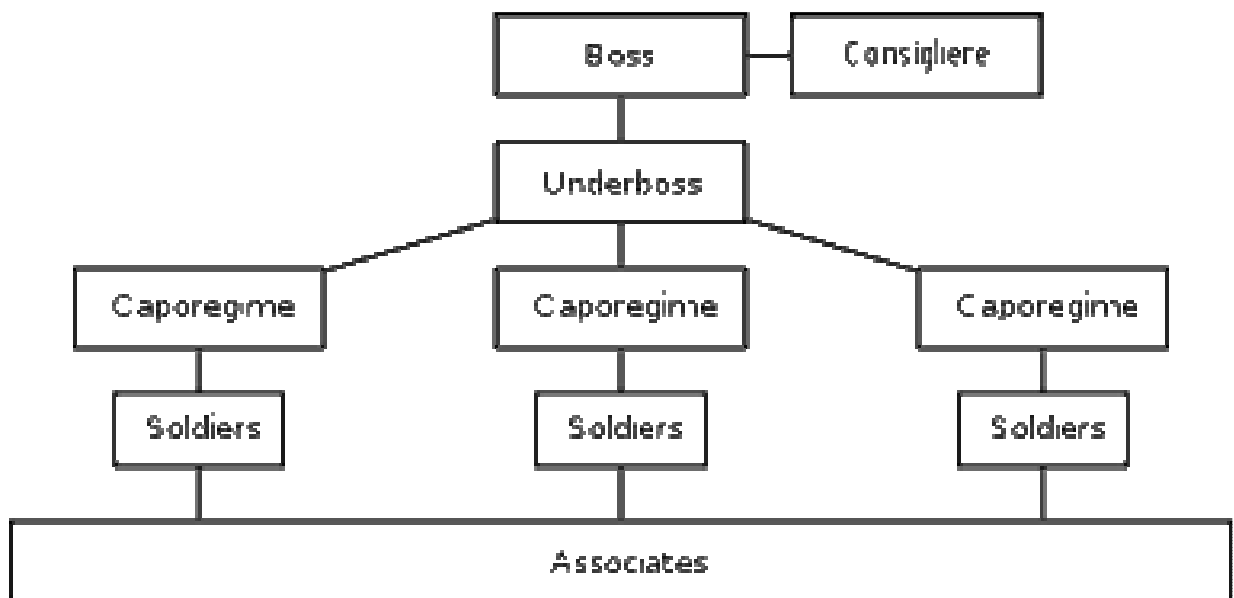 Boss
Consigliere
Underboss
Caporegime
Caporegime
Caporegime
Soldiers
Soldiers
Soldiers
Associates